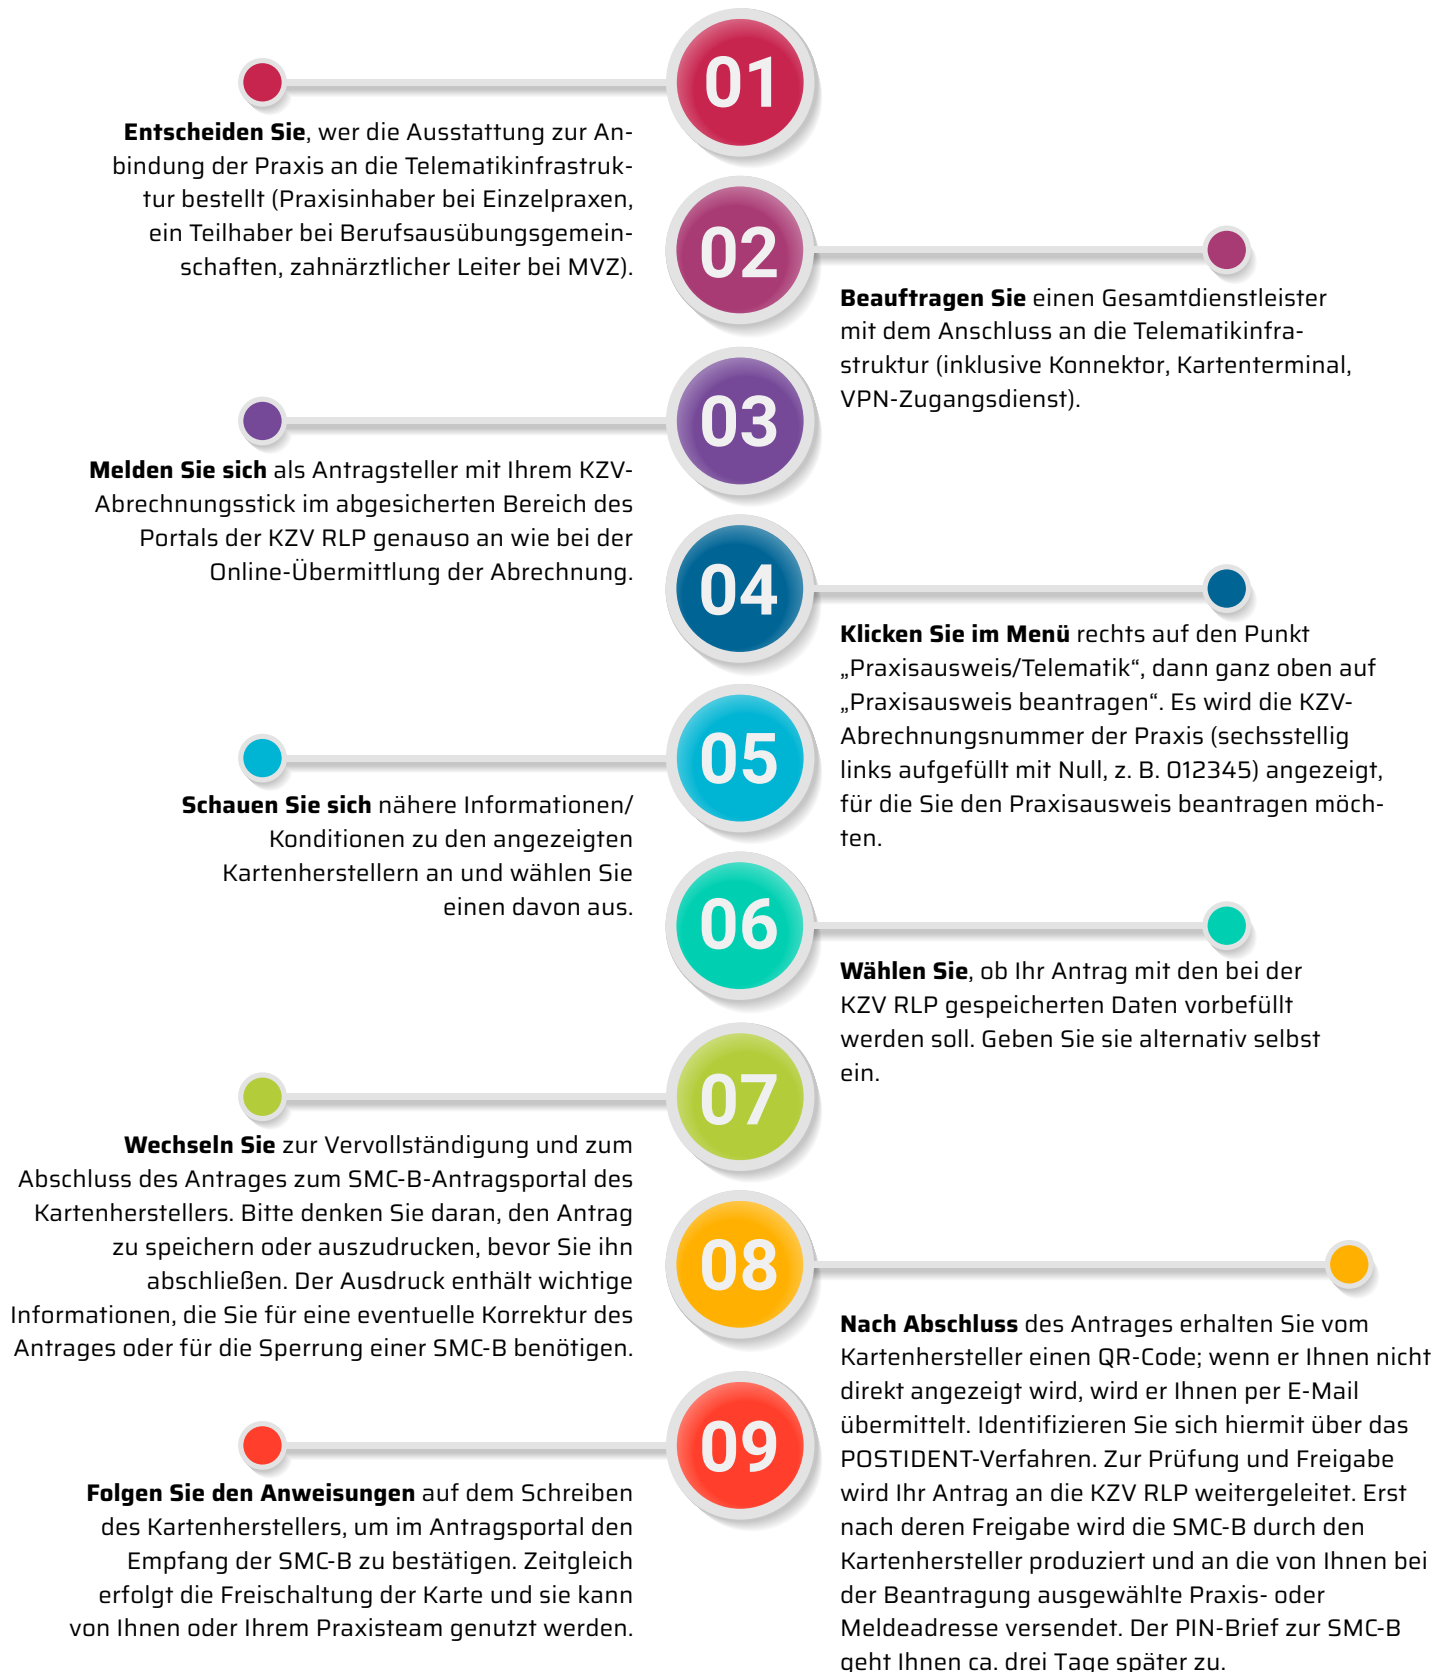 01
Entscheiden Sie, wer die Ausstattung zur An-
bindung der Praxis an die Telematikinfrastruk-
tur bestellt (Praxisinhaber bei Einzelpraxen,
ein Teilhaber bei Berufsausübungsgemein-
schaften, zahnärztlicher Leiter bei MVZ).
02
Beauftragen Sie einen Gesamtdienstleister
mit dem Anschluss an die Telematikinfra-
struktur (inklusive Konnektor, Kartenterminal,
VPN-Zugangsdienst).
03
Melden Sie sich als Antragsteller mit Ihrem KZV-
Abrechnungsstick im abgesicherten Bereich des
Portals der KZV RLP genauso an wie bei der
Online-Übermittlung der Abrechnung.
04
Klicken Sie im Menü rechts auf den Punkt
„Praxisausweis/Telematik“, dann ganz oben auf
„Praxisausweis beantragen“. Es wird die KZV-
Abrechnungsnummer der Praxis (sechsstellig
links aufgefüllt mit Null, z. B. 012345) angezeigt,
für die Sie den Praxisausweis beantragen möch-
ten.
05
Schauen Sie sich nähere Informationen/
Konditionen zu den angezeigten
Kartenherstellern an und wählen Sie
einen davon aus.
06
Wählen Sie, ob Ihr Antrag mit den bei der
KZV RLP gespeicherten Daten vorbefüllt
werden soll. Geben Sie sie alternativ selbst
ein.
07
Wechseln Sie zur Vervollständigung und zum
Abschluss des Antrages zum SMC-B-Antragsportal des
Kartenherstellers. Bitte denken Sie daran, den Antrag
zu speichern oder auszudrucken, bevor Sie ihn
abschließen. Der Ausdruck enthält wichtige
Informationen, die Sie für eine eventuelle Korrektur des
Antrages oder für die Sperrung einer SMC-B benötigen.
08
Nach Abschluss des Antrages erhalten Sie vom
Kartenhersteller einen QR-Code; wenn er Ihnen nicht
direkt angezeigt wird, wird er Ihnen per E-Mail
übermittelt. Identifizieren Sie sich hiermit über das
POSTIDENT-Verfahren. Zur Prüfung und Freigabe
wird Ihr Antrag an die KZV RLP weitergeleitet. Erst
nach deren Freigabe wird die SMC-B durch den
Kartenhersteller produziert und an die von Ihnen bei
der Beantragung ausgewählte Praxis- oder
Meldeadresse versendet. Der PIN-Brief zur SMC-B
geht Ihnen ca. drei Tage später zu.
09
Folgen Sie den Anweisungen auf dem Schreiben
des Kartenherstellers, um im Antragsportal den
Empfang der SMC-B zu bestätigen. Zeitgleich
erfolgt die Freischaltung der Karte und sie kann
von Ihnen oder Ihrem Praxisteam genutzt werden.